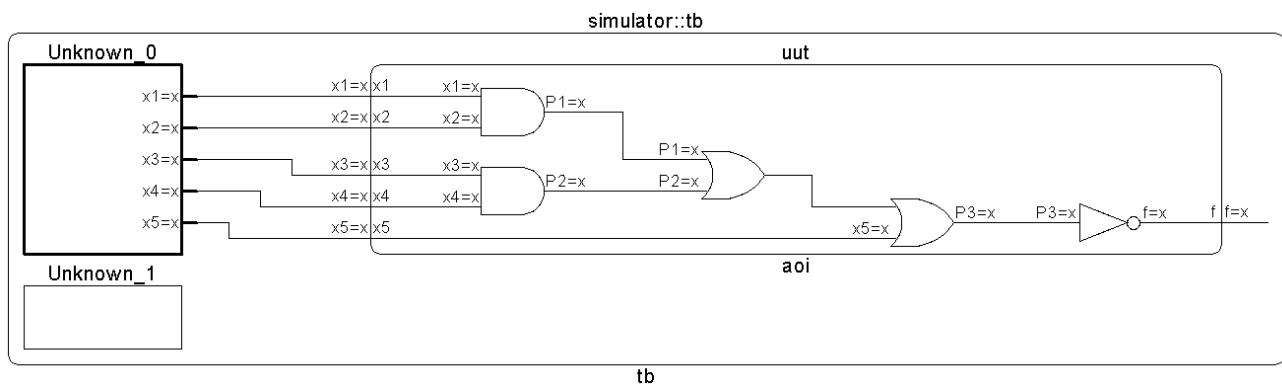 simulator::tb
Unknown_0
uut
x1=x x1=x x1 x1=x
P1=x
x2=x x2=x x2 x2=x
P1=x
x3=x x3=x x3 x3=x
P2=x P2=x
x4=x x4=x x4 x4=x
x5=x x5=x x5 x5=x P3=x P3=x f=x f f=x
Unknown_1
aoi
tb